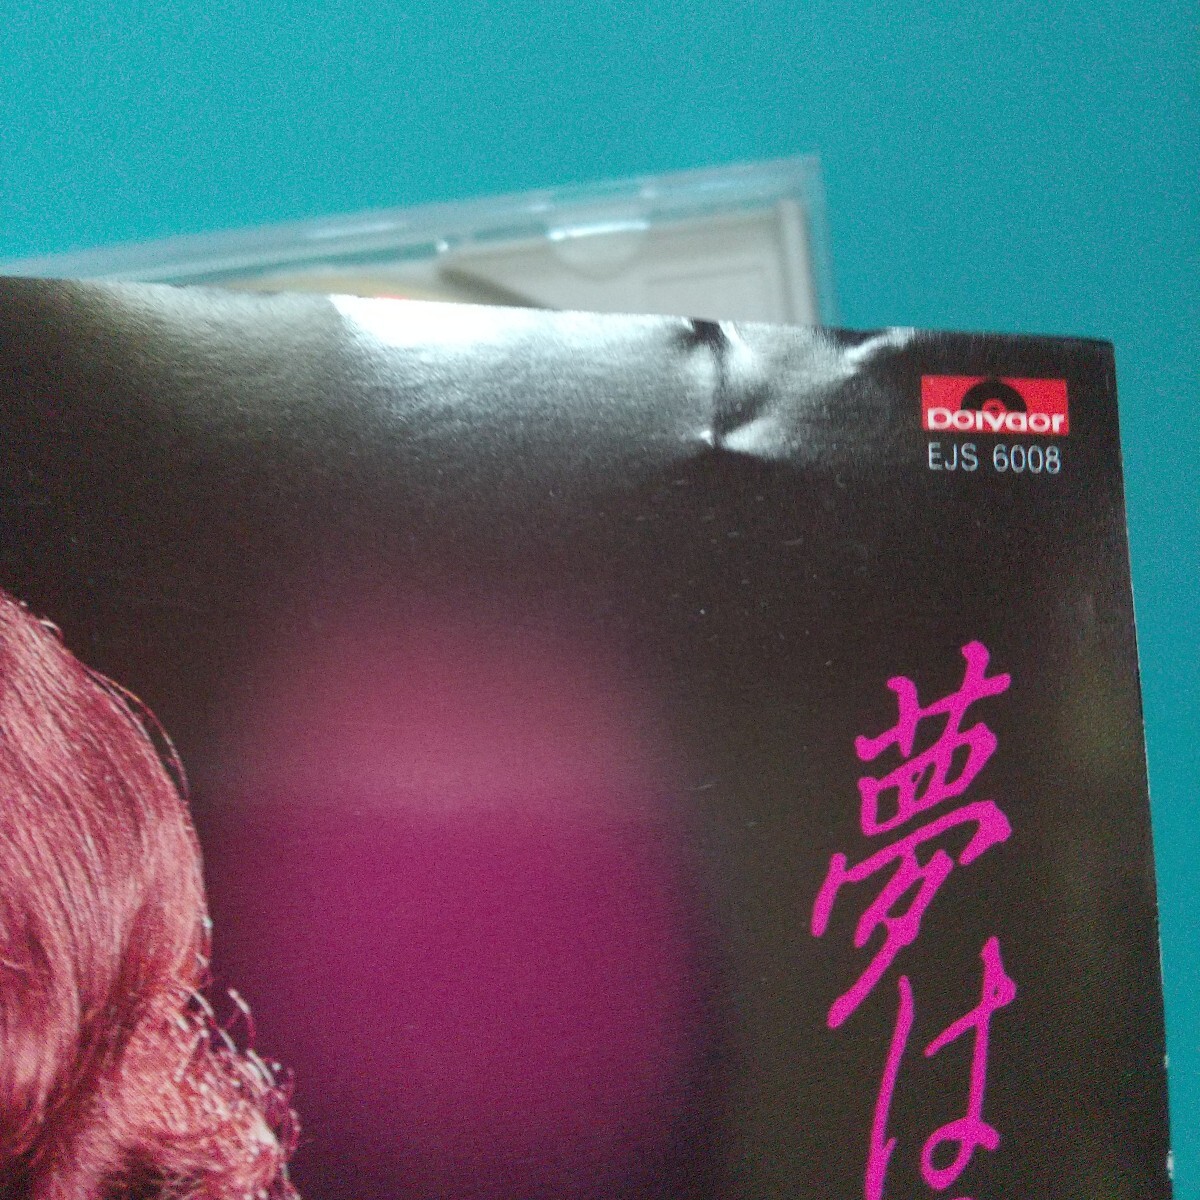 Polydor
EJS 6008
夢は